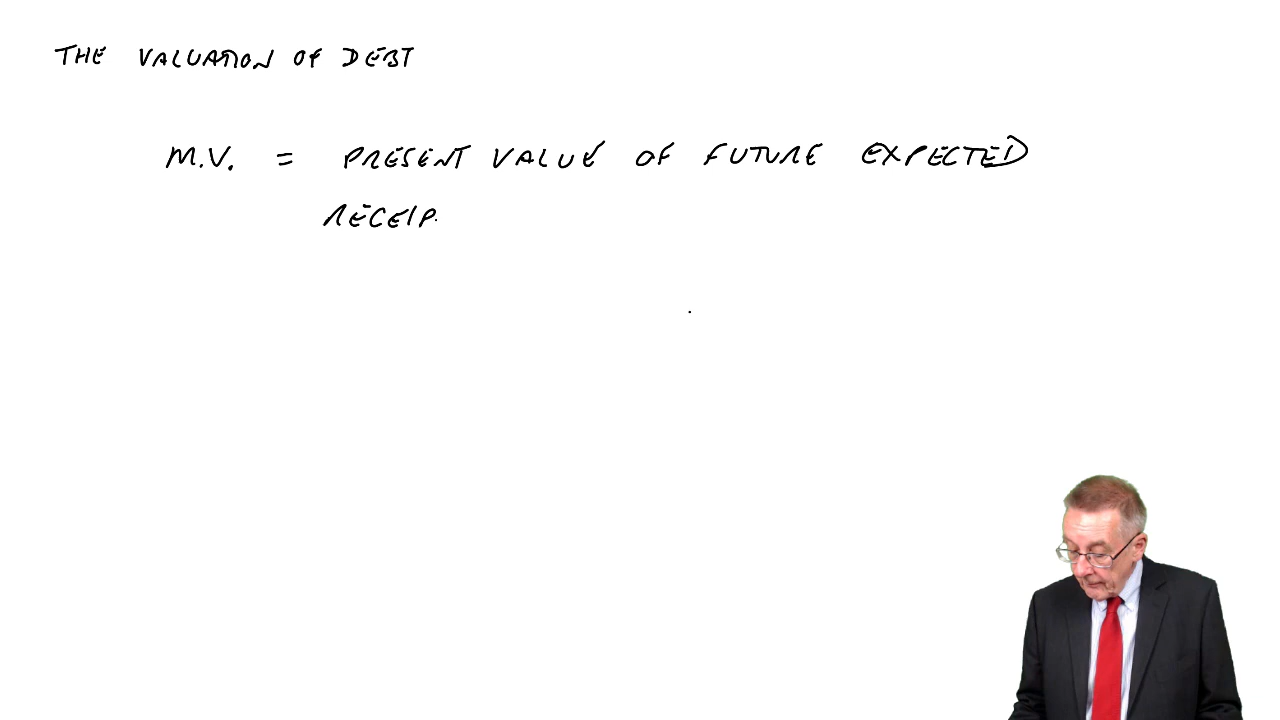 THE VALUATION OF DEBT
M.V. = PRESENT VALUE OF FUTURE EXPECTED
RECEIP